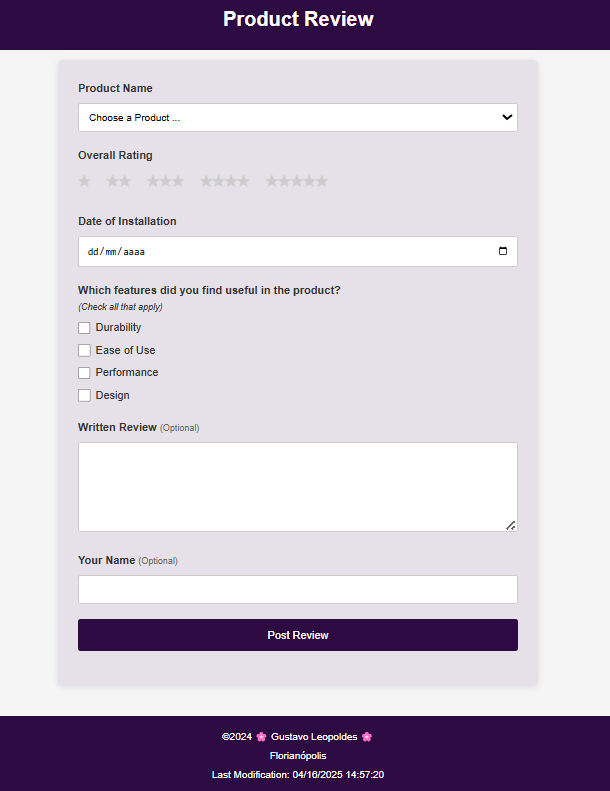 Product Review
Product Name
Choose a Product ...
Overall Rating
★ ★★ ★★★ ★★★★ ★★★★★
Date of Installation
dd/mm/aaaa
Which features did you find useful in the product?
(Check all that apply)
Durability
Ease of Use
Performance
Design
Written Review (Optional)
Your Name (Optional)
Post Review
©2024 🌸 Gustavo Leopoldes 🌸
Florianópolis
Last Modification: 04/16/2025 14:57:20